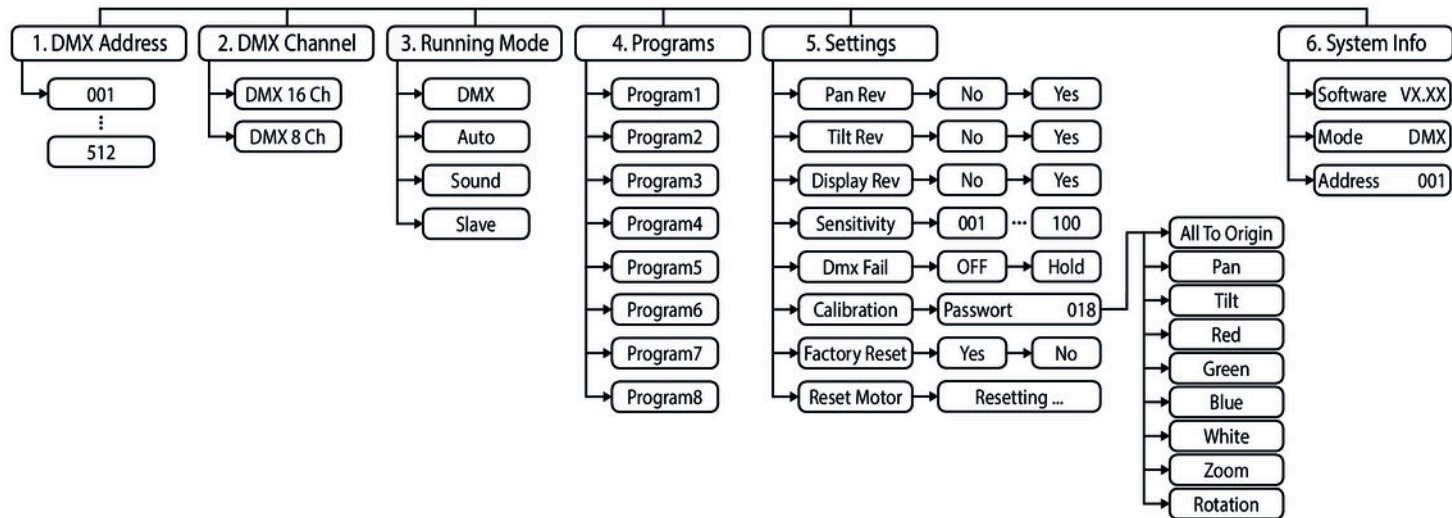 1. DMX Address
001
⋮
512
2. DMX Channel
DMX 16 Ch
DMX 8 Ch
3. Running Mode
DMX
Auto
Sound
Slave
4. Programs
Program1
Program2
Program3
Program4
Program5
Program6
Program7
Program8
5. Settings
Pan Rev No Yes
Tilt Rev No Yes
Display Rev No Yes
Sensitivity 001 ... 100
Dmx Fail OFF Hold
Calibration Passwort 018
Factory Reset Yes No
Reset Motor Resetting ...
All To Origin
Pan
Tilt
Red
Green
Blue
White
Zoom
Rotation
6. System Info
Software VX.XX
Mode DMX
Address 001